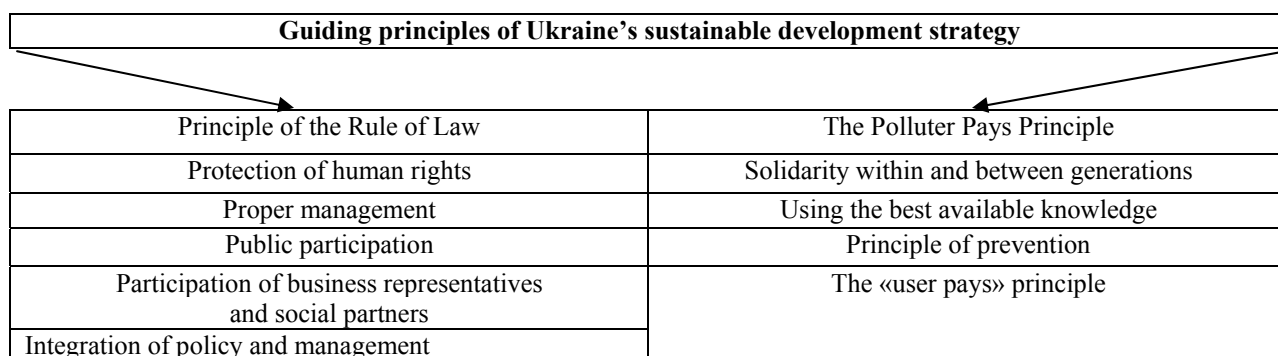 Guiding principles of Ukraine’s sustainable development strategy
Principle of the Rule of Law
The Polluter Pays Principle
Protection of human rights
Solidarity within and between generations
Proper management
Using the best available knowledge
Public participation
Principle of prevention
Participation of business representatives
and social partners
The «user pays» principle
Integration of policy and management